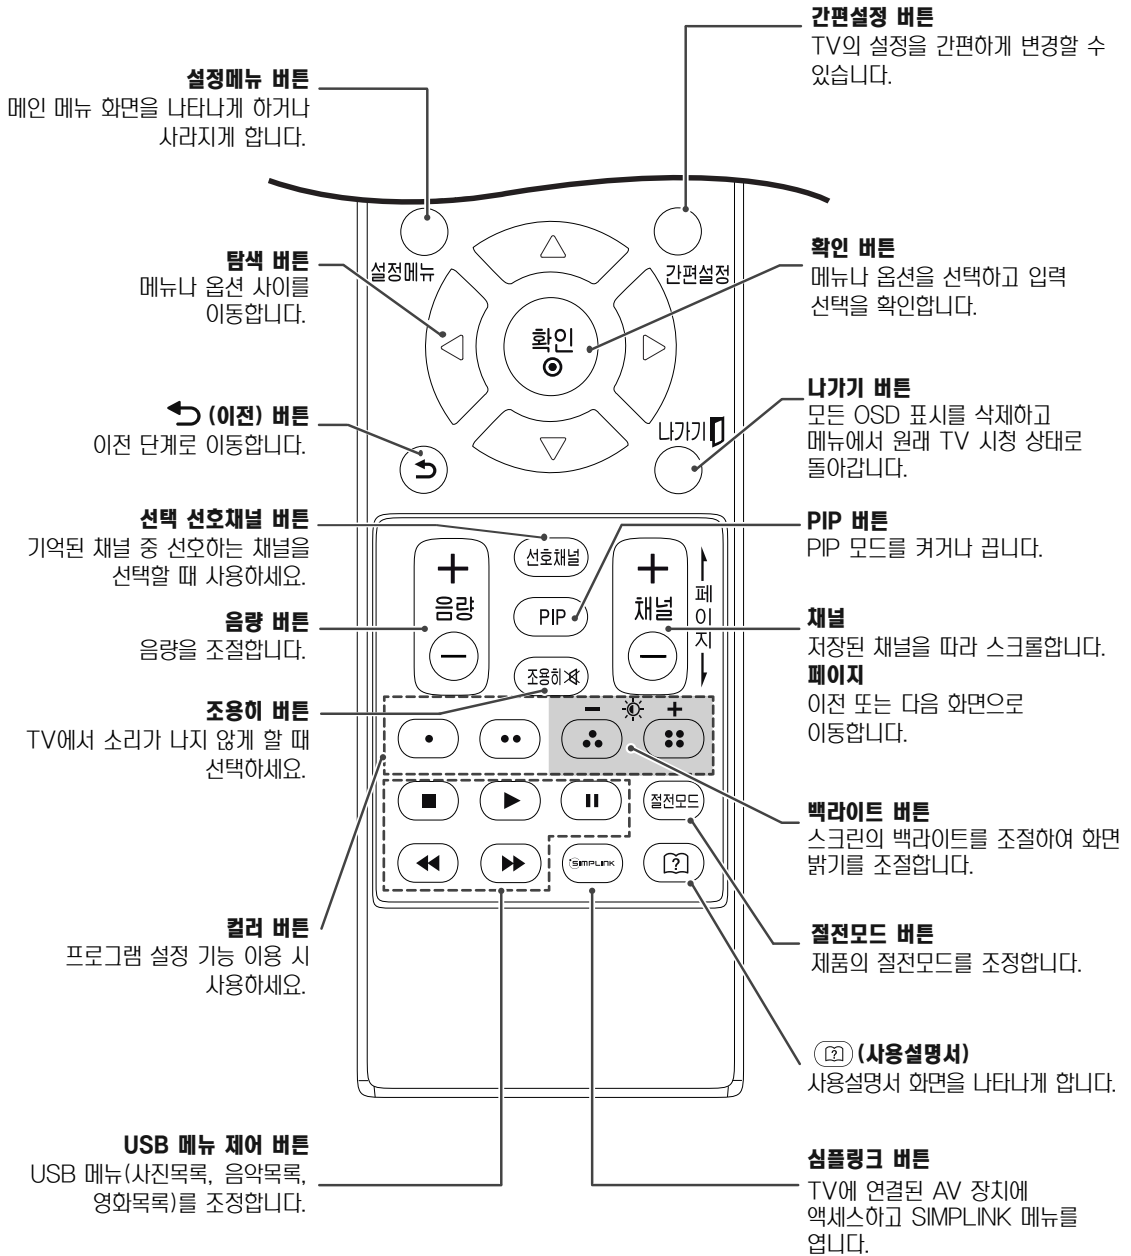 간편설정 버튼
TV의 설정을 간편하게 변경할 수
있습니다.
설정메뉴 버튼
메인 메뉴 화면을 나타나게 하거나
사라지게 합니다.
탐색 버튼
메뉴나 옵션 사이를
이동합니다.
확인 버튼
메뉴나 옵션을 선택하고 입력
선택을 확인합니다.
설정메뉴
간편설정
확인
나가기 버튼
모든 OSD 표시를 삭제하고
메뉴에서 원래 TV 시청 상태로
돌아갑니다.
(이전) 버튼
이전 단계로 이동합니다.
나가기
선택 선호채널 버튼
기억된 채널 중 선호하는 채널을
선택할 때 사용하세요.
PIP 버튼
PIP 모드를 켜거나 끕니다.
선호채널
+
음량
−
PIP
+
채널
−
페이지
조용히
음량 버튼
음량을 조절합니다.
채널
저장된 채널을 따라 스크롤합니다.
페이지
이전 또는 다음 화면으로
이동합니다.
조용히 버튼
TV에서 소리가 나지 않게 할 때
선택하세요.
− +
백라이트 버튼
스크린의 백라이트를 조절하여 화면
밝기를 조절합니다.
절전모드
SIMPLINK
?
컬러 버튼
프로그램 설정 기능 이용 시
사용하세요.
절전모드 버튼
제품의 절전모드를 조정합니다.
? (사용설명서)
사용설명서 화면을 나타나게 합니다.
USB 메뉴 제어 버튼
USB 메뉴(사진목록, 음악목록,
영화목록)를 조정합니다.
심플링크 버튼
TV에 연결된 AV 장치에
액세스하고 SIMPLINK 메뉴를
엽니다.